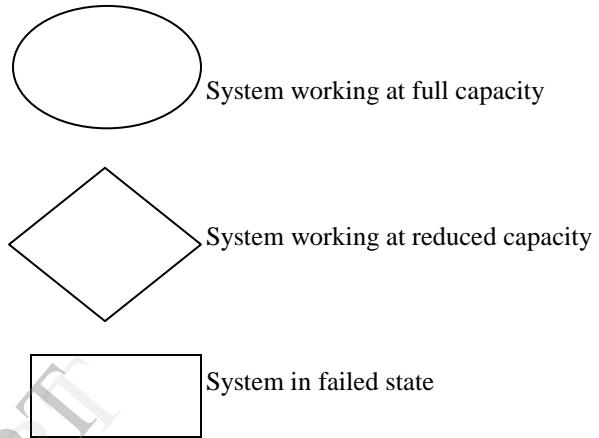 System working at full capacity
System working at reduced capacity
System in failed state